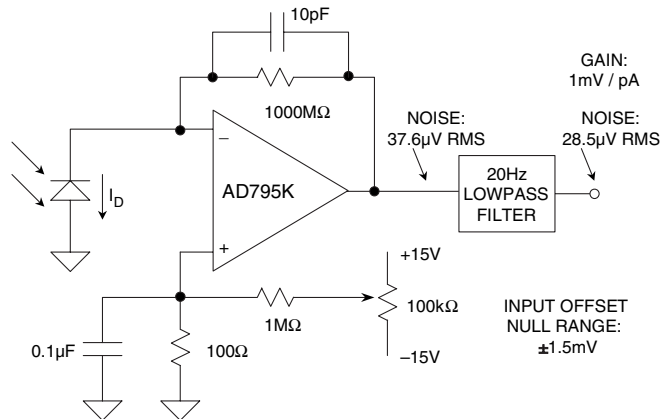 10pF
1000MΩ
GAIN:
1mV / pA
NOISE:
37.6µV RMS
NOISE:
28.5µV RMS
–
AD795K
+
I_D
20Hz
LOWPASS
FILTER
+15V
100kΩ
–15V
1MΩ
100Ω
0.1µF
INPUT OFFSET
NULL RANGE:
±1.5mV